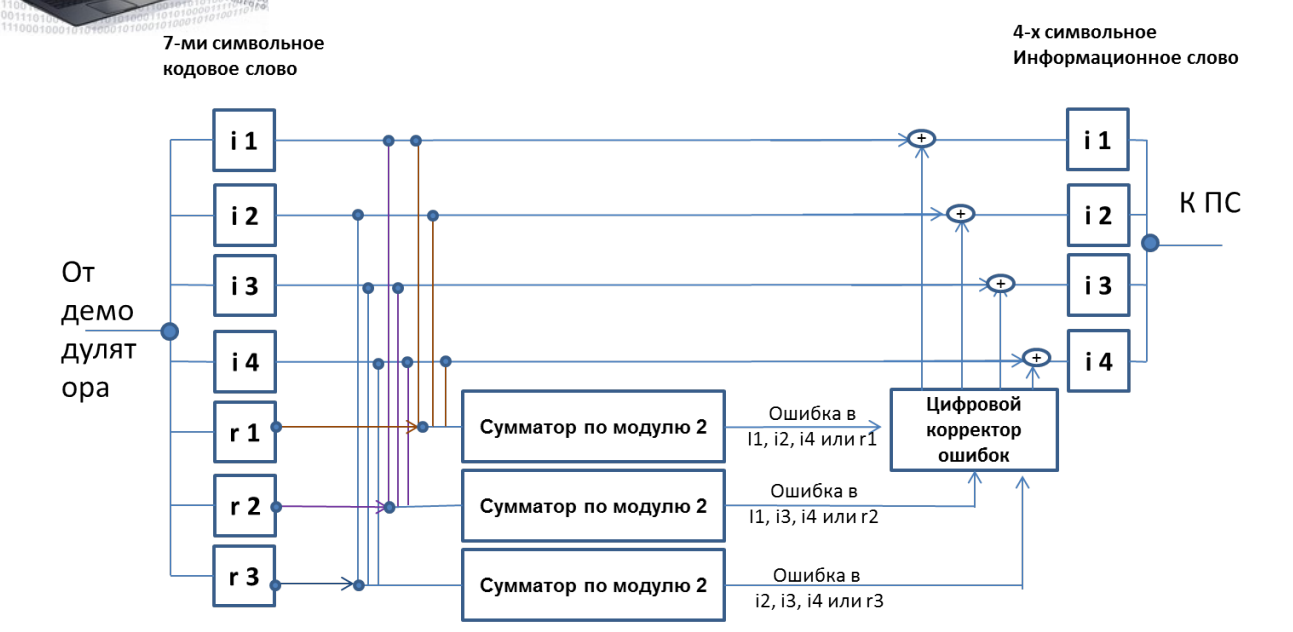 7-ми символьное
кодовое слово
4-х символьное
Информационное слово
i 1
i 1
i 2
i 2
К ПС
От
демо
дулят
ора
i 3
i 3
i 4
i 4
r 1
Сумматор по модулю 2
Ошибка в
I1, i2, i4 или r1
Цифровой
корректор
ошибок
r 2
Сумматор по модулю 2
Ошибка в
I1, i3, i4 или r2
r 3
Сумматор по модулю 2
Ошибка в
i2, i3, i4 или r3
+
+
+
+